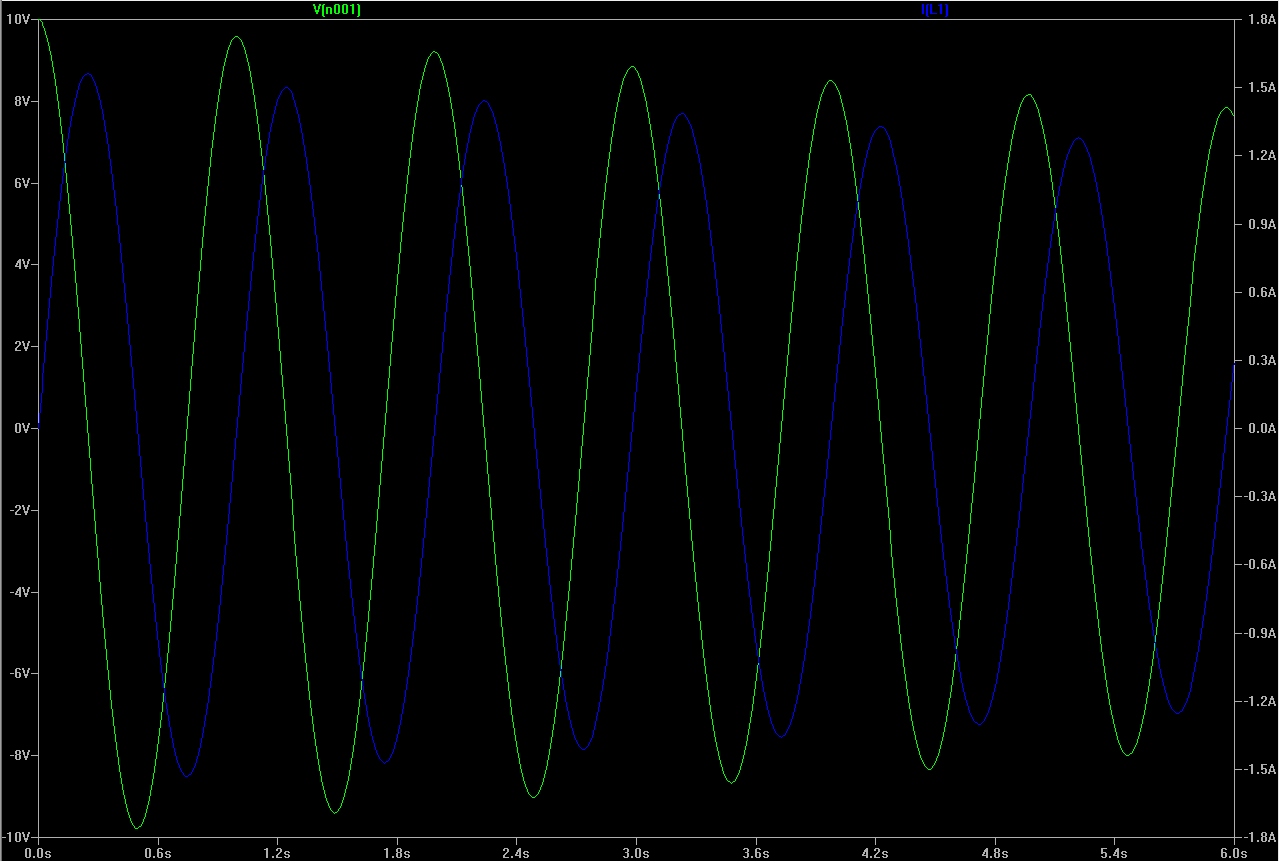 V(n001) I(L1)
10V 1.8A
8V 1.5A
6V 1.2A
4V 0.9A
2V 0.6A
0V 0.3A
-2V 0.0A
-4V -0.3A
-6V -0.6A
-8V -0.9A
-10V -1.2A
-1.5A
-1.8A
0.0s 0.6s 1.2s 1.8s 2.4s 3.0s 3.6s 4.2s 4.8s 5.4s 6.0s